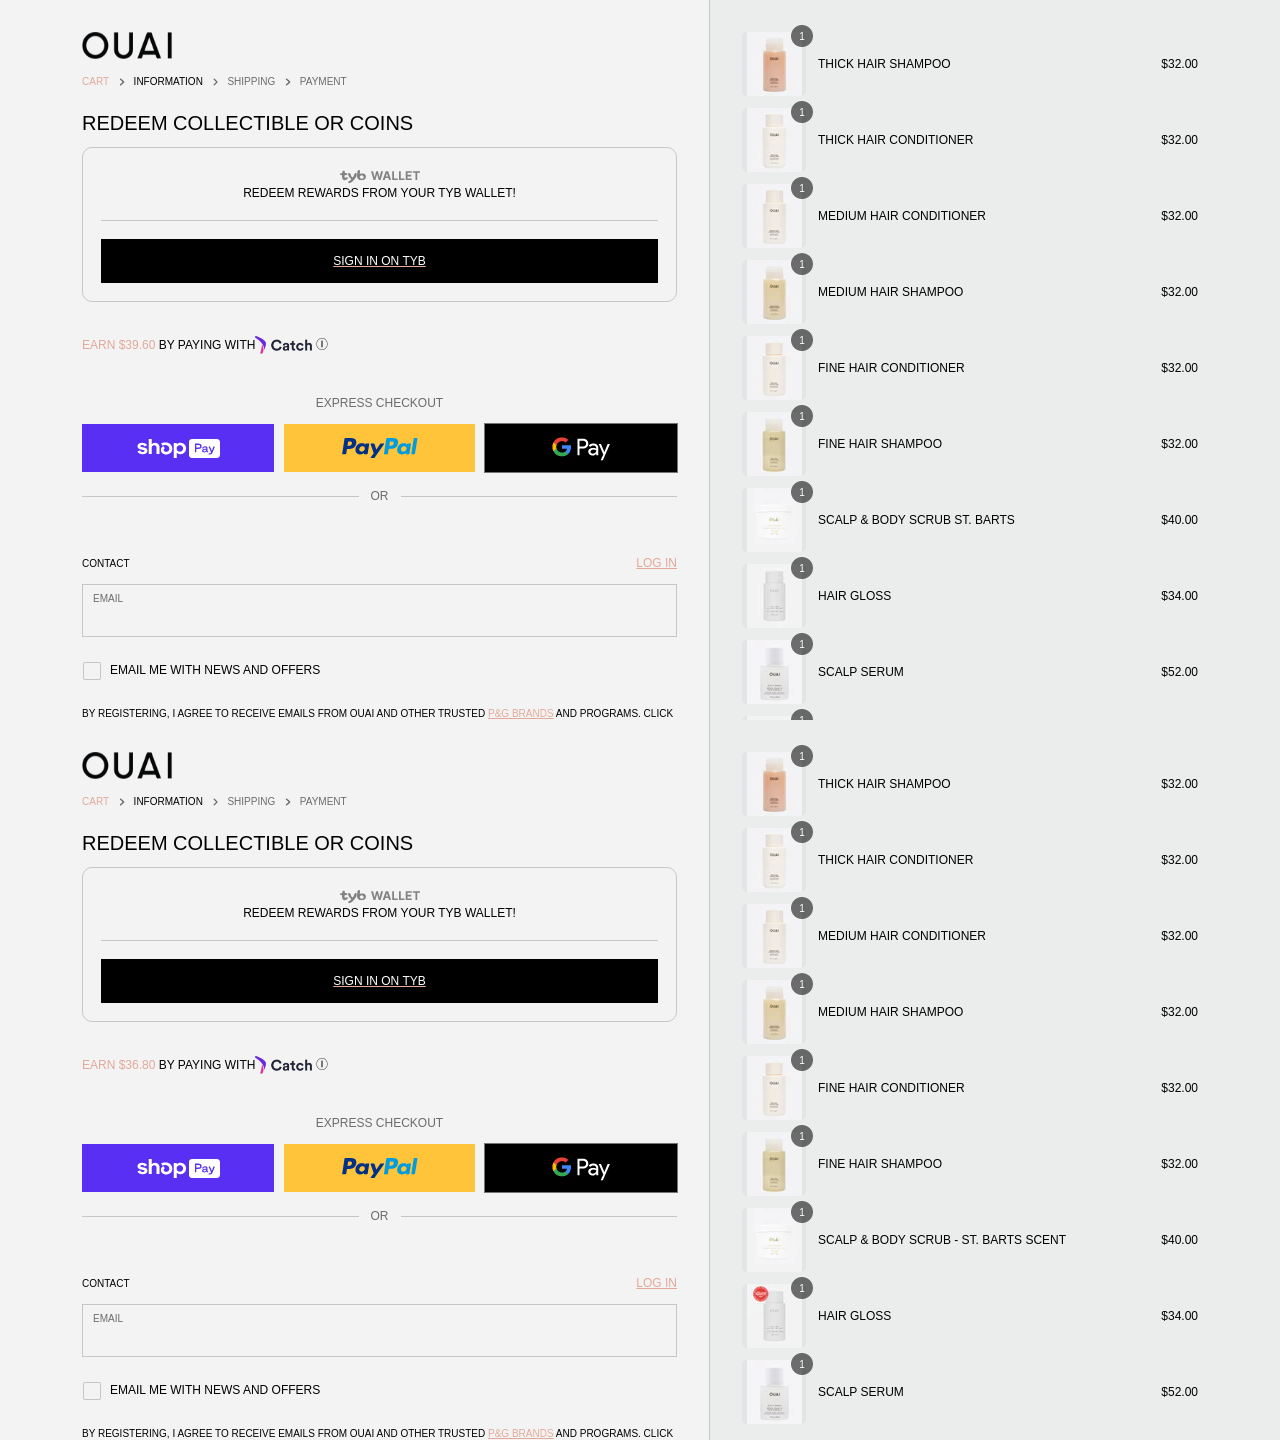 OUAI
CART > INFORMATION > SHIPPING > PAYMENT
REDEEM COLLECTIBLE OR COINS
tyb WALLET
REDEEM REWARDS FROM YOUR TYB WALLET!
SIGN IN ON TYB
EARN $39.60 BY PAYING WITH Catch
EXPRESS CHECKOUT
shop Pay
PayPal
G Pay
OR
CONTACT
LOG IN
EMAIL
EMAIL ME WITH NEWS AND OFFERS
BY REGISTERING, I AGREE TO RECEIVE EMAILS FROM OUAI AND OTHER TRUSTED P&G BRANDS AND PROGRAMS. CLICK
1
THICK HAIR SHAMPOO $32.00
1
THICK HAIR CONDITIONER $32.00
1
MEDIUM HAIR CONDITIONER $32.00
1
MEDIUM HAIR SHAMPOO $32.00
1
FINE HAIR CONDITIONER $32.00
1
FINE HAIR SHAMPOO $32.00
1
SCALP & BODY SCRUB ST. BARTS $40.00
1
HAIR GLOSS $34.00
1
SCALP SERUM $52.00
OUAI
CART > INFORMATION > SHIPPING > PAYMENT
REDEEM COLLECTIBLE OR COINS
tyb WALLET
REDEEM REWARDS FROM YOUR TYB WALLET!
SIGN IN ON TYB
EARN $36.80 BY PAYING WITH Catch
EXPRESS CHECKOUT
shop Pay
PayPal
G Pay
OR
CONTACT
LOG IN
EMAIL
EMAIL ME WITH NEWS AND OFFERS
BY REGISTERING, I AGREE TO RECEIVE EMAILS FROM OUAI AND OTHER TRUSTED P&G BRANDS AND PROGRAMS. CLICK
1
THICK HAIR SHAMPOO $32.00
1
THICK HAIR CONDITIONER $32.00
1
MEDIUM HAIR CONDITIONER $32.00
1
MEDIUM HAIR SHAMPOO $32.00
1
FINE HAIR CONDITIONER $32.00
1
FINE HAIR SHAMPOO $32.00
1
SCALP & BODY SCRUB - ST. BARTS SCENT $40.00
1
HAIR GLOSS $34.00
1
SCALP SERUM $52.00